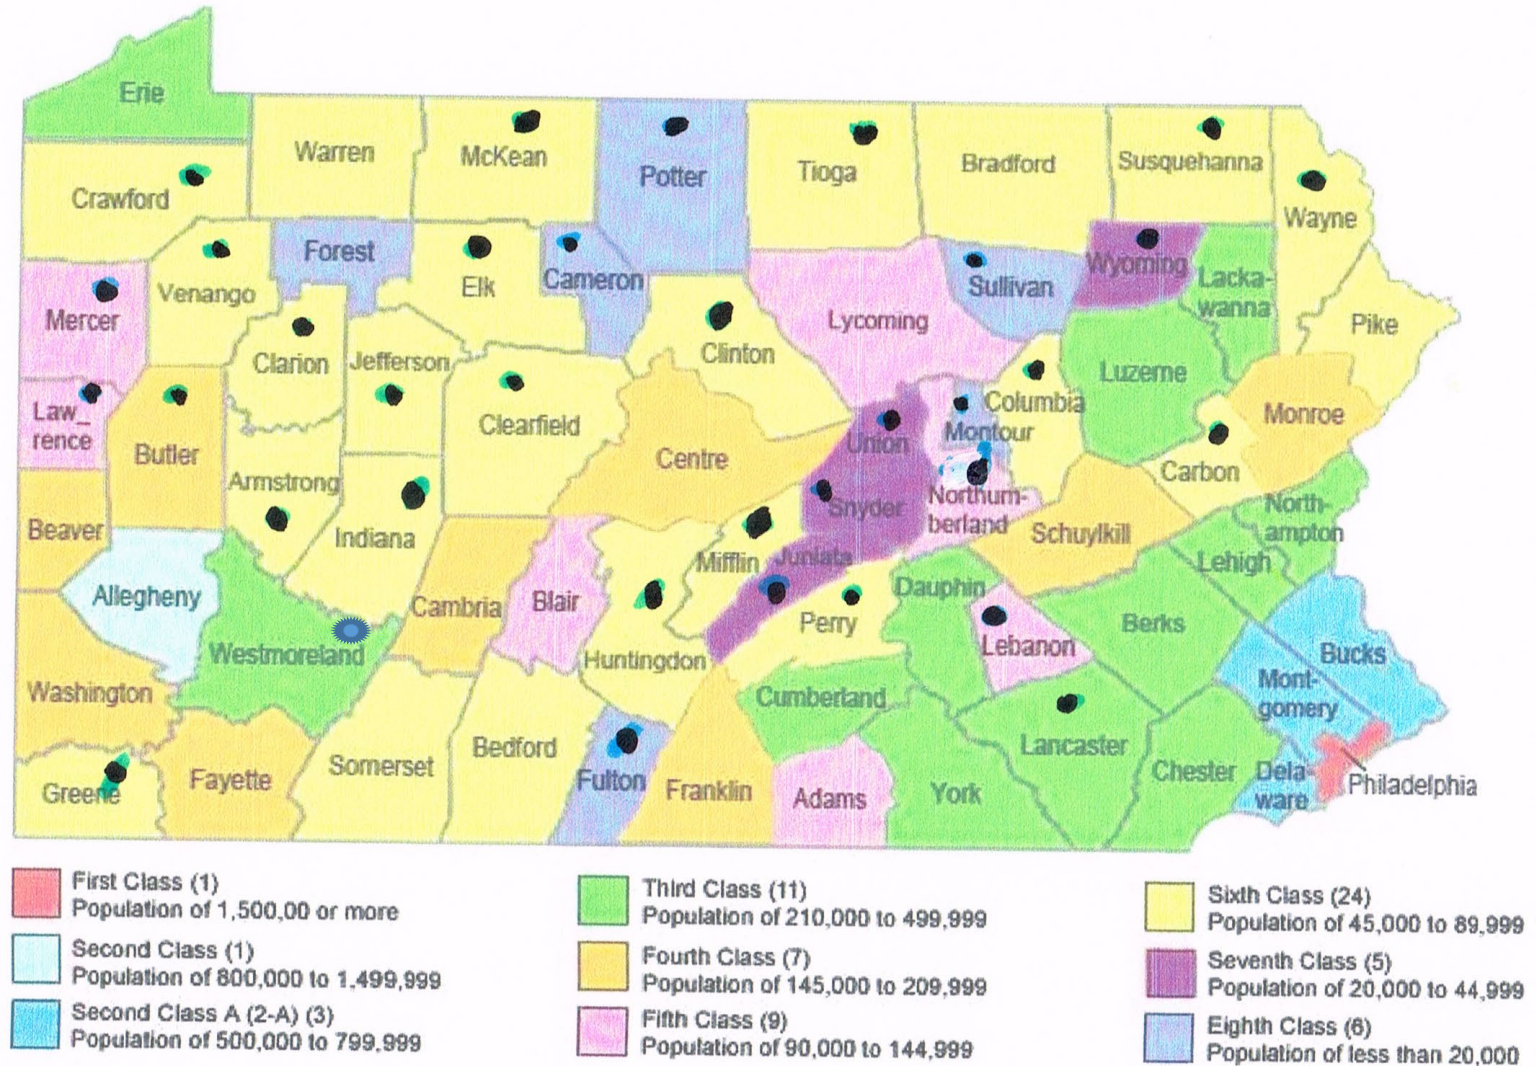 Erie
Warren
McKean
Potter
Tioga
Bradford
Susquehanna
Wayne
Crawford
Forest
Elk
Cameron
Sullivan
Wyoming
Lacka-
wanna
Venango
Mercer
Clarion
Jefferson
Clinton
Lycoming
Pike
Luzerne
Columbia
Law_
rence
Butler
Clearfield
Centre
Union
Montour
Monroe
Carbon
Armstrong
Indiana
Snyder
Northum-
berland
Schuylkill
North-
ampton
Beaver
Mifflin
Juniata
Lehigh
Allegheny
Cambria
Blair
Dauphin
Perry
Berks
Westmoreland
Huntingdon
Lebanon
Bucks
Washington
Cumberland
Mont-
gomery
Greene
Fayette
Somerset
Bedford
Fulton
Franklin
Adams
York
Lancaster
Chester
Dela-
ware
Philadelphia
First Class (1)
Population of 1,500,00 or more
Second Class (1)
Population of 800,000 to 1,499,999
Second Class A (2-A) (3)
Population of 500,000 to 799,999
Third Class (11)
Population of 210,000 to 499,999
Fourth Class (7)
Population of 145,000 to 209,999
Fifth Class (9)
Population of 90,000 to 144,999
Sixth Class (24)
Population of 45,000 to 89,999
Seventh Class (5)
Population of 20,000 to 44,999
Eighth Class (6)
Population of less than 20,000